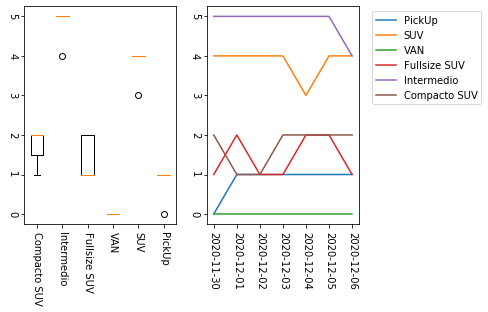 5
4
3
2
1
0
Compacto SUV
Intermedio
Fullsize SUV
VAN
SUV
PickUp
5
4
3
2
1
0
2020-11-30
2020-12-01
2020-12-02
2020-12-03
2020-12-04
2020-12-05
2020-12-06
PickUp
SUV
VAN
Fullsize SUV
Intermedio
Compacto SUV